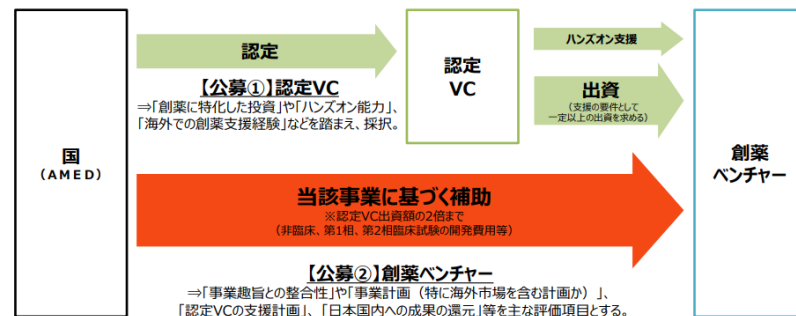 国
(AMED)
認定
【公募①】認定VC
⇒「創薬に特化した投資」や「ハンズオン能力」、
「海外での創薬支援経験」などを踏まえ、採択。
認定
VC
ハンズオン支援
出資
(支援の要件として
一定以上の出資を求める)
当該事業に基づく補助
※認定VC出資額の2倍まで
(非臨床、第1相、第2相臨床試験の開発費用等)
【公募②】創薬ベンチャー
⇒「事業趣旨との整合性」や「事業計画（特に海外市場を含む計画か）」、
「認定VCの支援計画」、「日本国内への成果の還元」等を主な評価項目とする。
創薬
ベンチャー